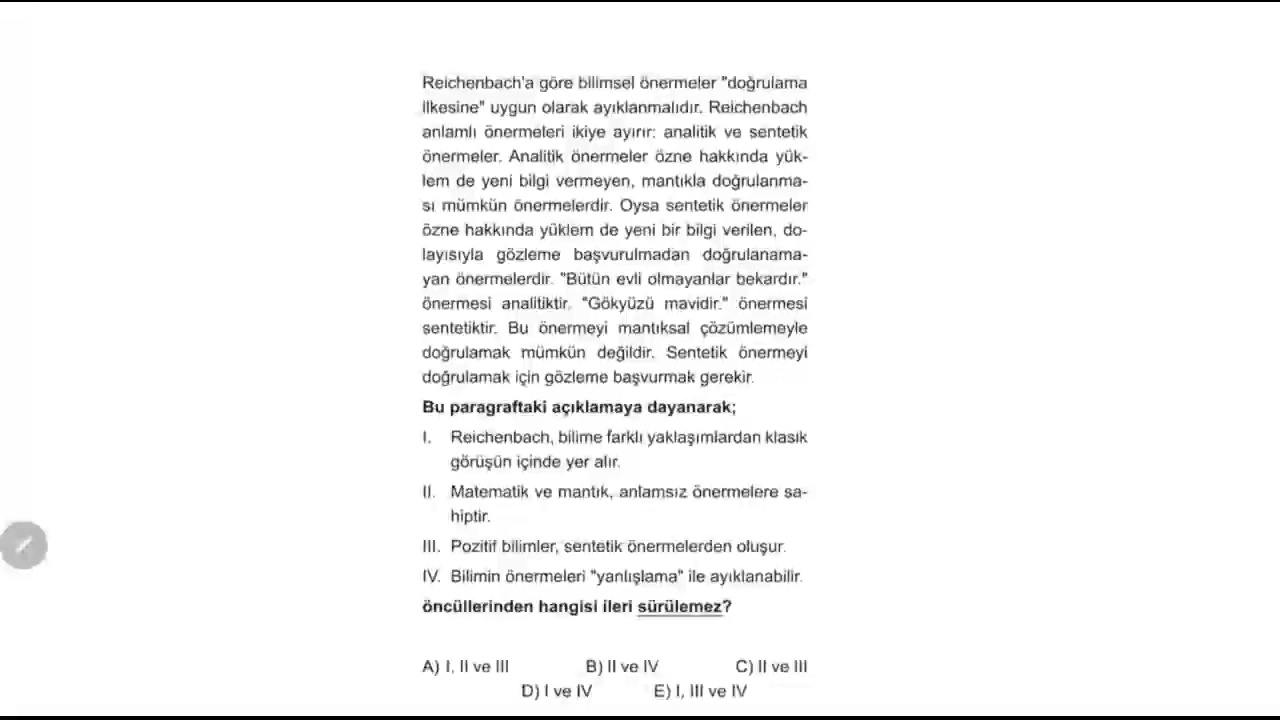 Reichenbach'a göre bilimsel önermeler "doğrulama
ilkesine" uygun olarak ayıklanmalıdır. Reichenbach
anlamlı önermeleri ikiye ayırır: analitik ve sentetik
önermeler. Analitik önermeler özne hakkında yük-
lem de yeni bilgi vermeyen, mantıkla doğrulanma-
sı mümkün önermelerdir. Oysa sentetik önermeler
özne hakkında yüklem de yeni bir bilgi verilen, do-
layısıyla gözleme başvurulmadan doğrulanama-
yan önermelerdir. "Bütün evli olmayanlar bekardır."
önermesi analitiktir. "Gökyüzü mavidir." önermesi
sentetiktir. Bu önermeyi mantıksal çözümlemeyle
doğrulamak mümkün değildir. Sentetik önermeyi
doğrulamak için gözleme başvurmak gerekir.
Bu paragraftaki açıklamaya dayanarak;
I. Reichenbach, bilime farklı yaklaşımlardan klasik
görüşün içinde yer alır.
II. Matematik ve mantık, anlamsız önermelere sa-
hiptir.
III. Pozitif bilimler, sentetik önermelerden oluşur.
IV. Bilimin önermeleri "yanlışlama" ile ayıklanabilir.
öncüllerinden hangisi ileri sürülemez?
A) I, II ve III B) II ve IV C) II ve III
D) I ve IV E) I, III ve IV